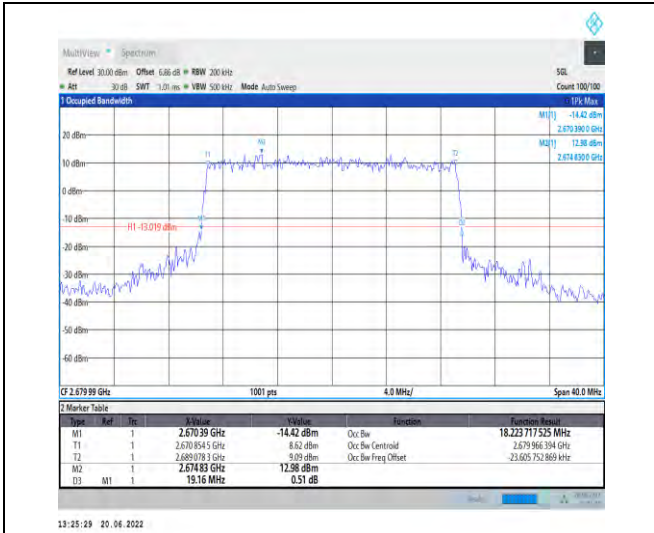 MultiView Spectrum
Ref Level 30.00 dBm Offset 6.86 dB RBW 200 kHz SGL
Att 30 dB SWT 1.01 ms VBW 500 kHz Mode Auto Sweep Count 100/100
1 Occupied Bandwidth 1Pk Max
M1[1] -14.42 dBm
2.670 390 0 GHz
M2[1] 12.98 dBm
2.674 830 0 GHz
20 dBm
M2
T1
T2
10 dBm
0 dBm
-10 dBm
M1
D3
H1 -13.019 dBm
-20 dBm
-30 dBm
-40 dBm
-50 dBm
-60 dBm
CF 2.679 99 GHz 1001 pts 4.0 MHz/ Span 40.0 MHz
2 Marker Table
Type Ref Trc X-Value Y-Value Function Function Result
M1 1 2.670 39 GHz -14.42 dBm Occ Bw 18.223 717 525 MHz
T1 1 2.670 854 5 GHz 8.62 dBm Occ Bw Centroid 2.679 966 394 GHz
T2 1 2.689 078 3 GHz 9.09 dBm Occ Bw Freq Offset -23.605 752 869 kHz
M2 1 2.674 83 GHz 12.98 dBm
D3 M1 1 19.16 MHz 0.51 dB
13:25:29 20.06.2022